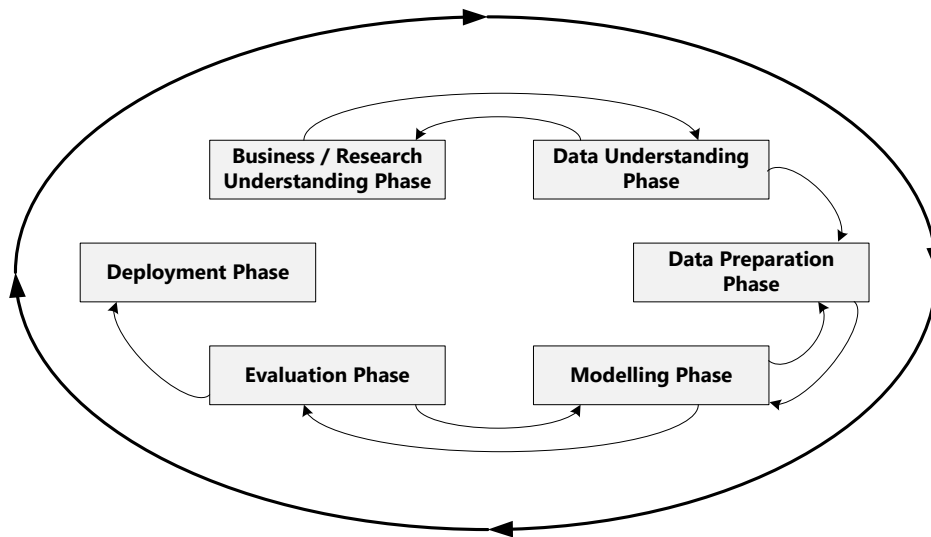 Business / Research
Understanding Phase
Data Understanding
Phase
Deployment Phase
Data Preparation
Phase
Evaluation Phase
Modelling Phase